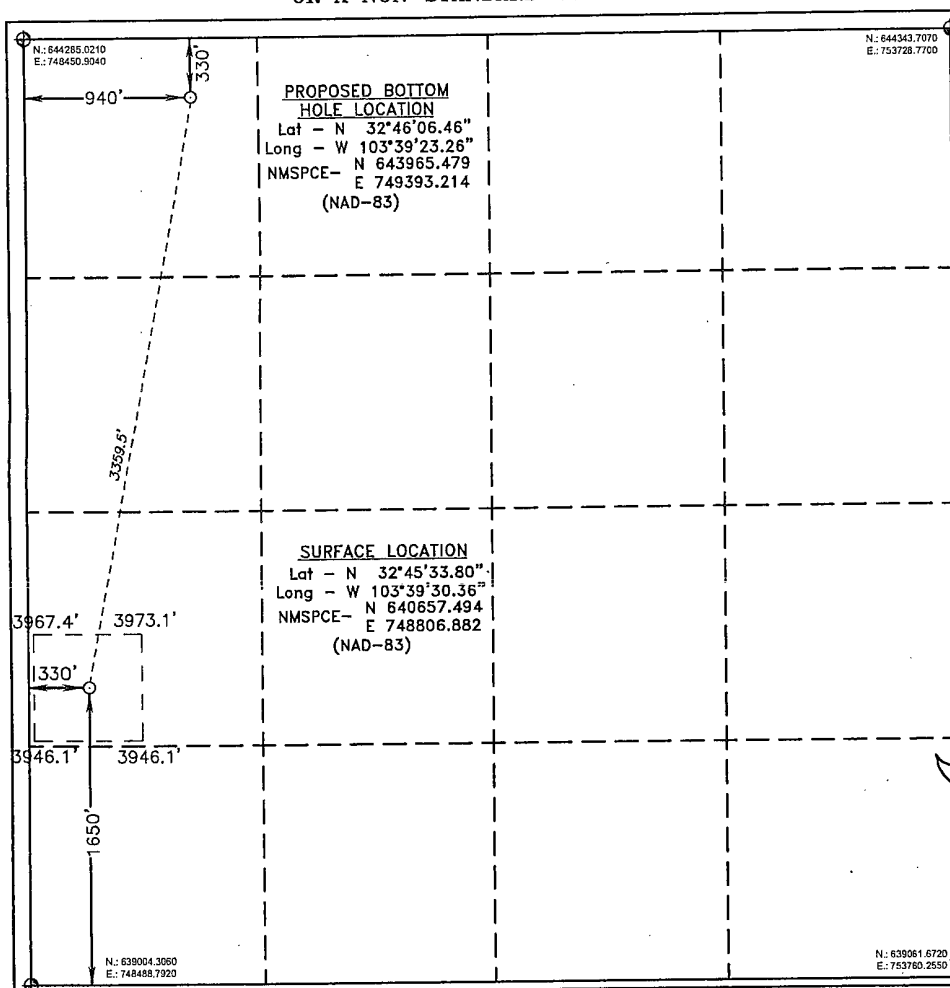 N.: 644285.0210
E.: 748450.9040
N.: 644343.7070
E.: 753728.7700
330'
940'
PROPOSED BOTTOM
HOLE LOCATION
Lat - N 32°46'06.46"
Long - W 103°39'23.26"
NMSPCE- N 643965.479
E 749393.214
(NAD-83)
3359.5'
SURFACE LOCATION
Lat - N 32°45'33.80"
Long - W 103°39'30.36"
NMSPCE- N 640657.494
E 748806.882
(NAD-83)
3967.4' 3973.1'
330'
3946.1' 3946.1'
1650'
N.: 639004.3060
E.: 748488.7920
N.: 639061.6720
E.: 753760.2550